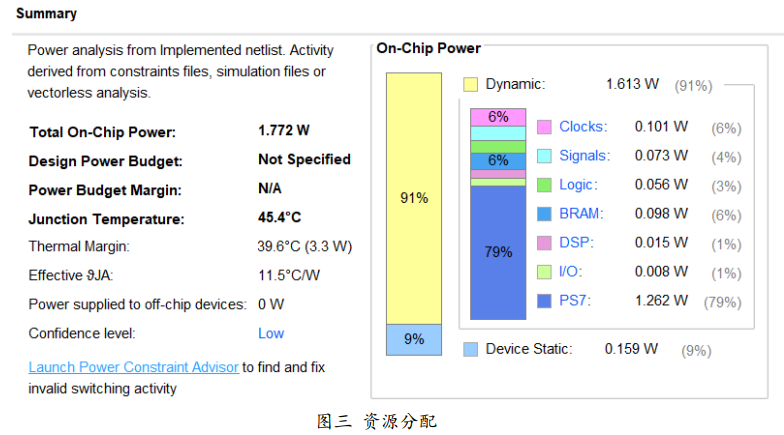 Summary
Power analysis from Implemented netlist. Activity
derived from constraints files, simulation files or
vectorless analysis.
Total On-Chip Power: 1.772 W
Design Power Budget: Not Specified
Power Budget Margin: N/A
Junction Temperature: 45.4°C
Thermal Margin: 39.6°C (3.3 W)
Effective ϑJA: 11.5°C/W
Power supplied to off-chip devices: 0 W
Confidence level: Low
Launch Power Constraint Advisor to find and fix
invalid switching activity
On-Chip Power
91%
9%
Dynamic: 1.613 W (91%)
6%
6%
79%
Clocks: 0.101 W (6%)
Signals: 0.073 W (4%)
Logic: 0.056 W (3%)
BRAM: 0.098 W (6%)
DSP: 0.015 W (1%)
I/O: 0.008 W (1%)
PS7: 1.262 W (79%)
Device Static: 0.159 W (9%)
图三 资源分配